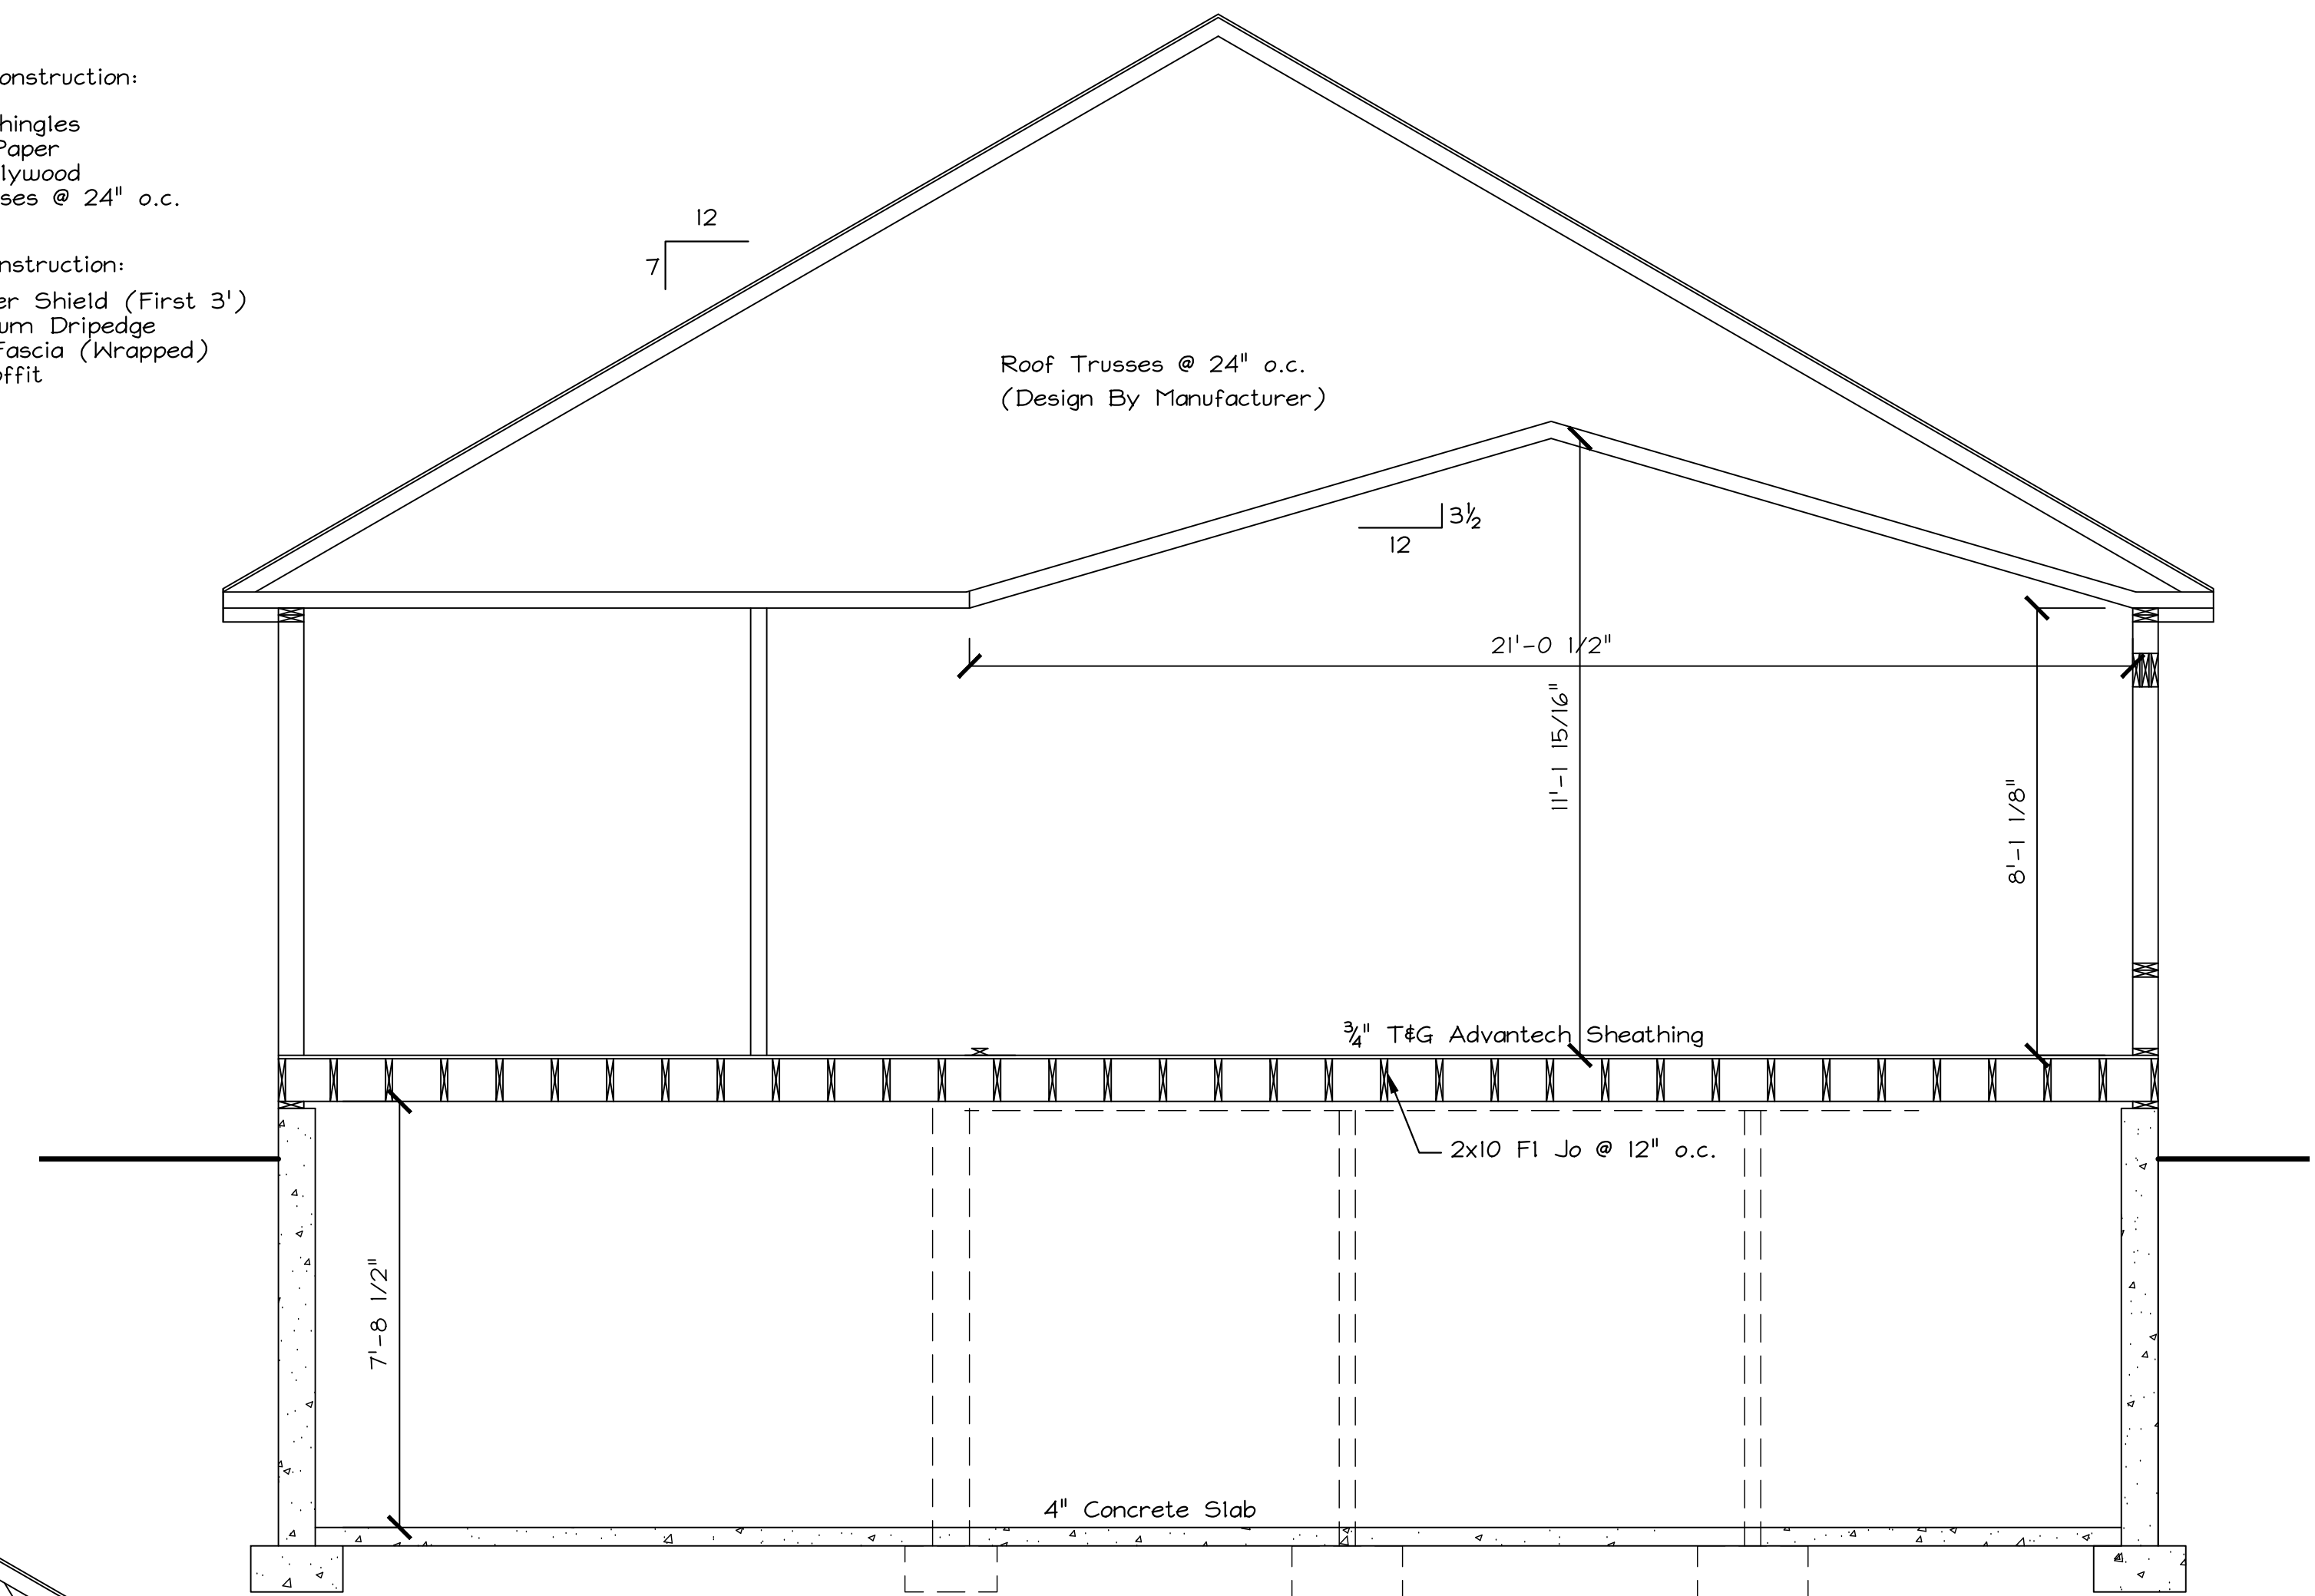 onstruction:
hingles
Paper
lywood
ses @ 24" o.c.
nstruction:
er Shield (First 3')
um Dripedge
Fascia (Wrapped)
offit
12
7
Roof Trusses @ 24" o.c.
(Design By Manufacturer)
3½
12
21'-0 1/2"
11'-1 15/16"
8'-1 1/8"
¾" T&G Advantech Sheathing
2x10 Fl Jo @ 12" o.c.
7'-8 1/2"
4" Concrete Slab